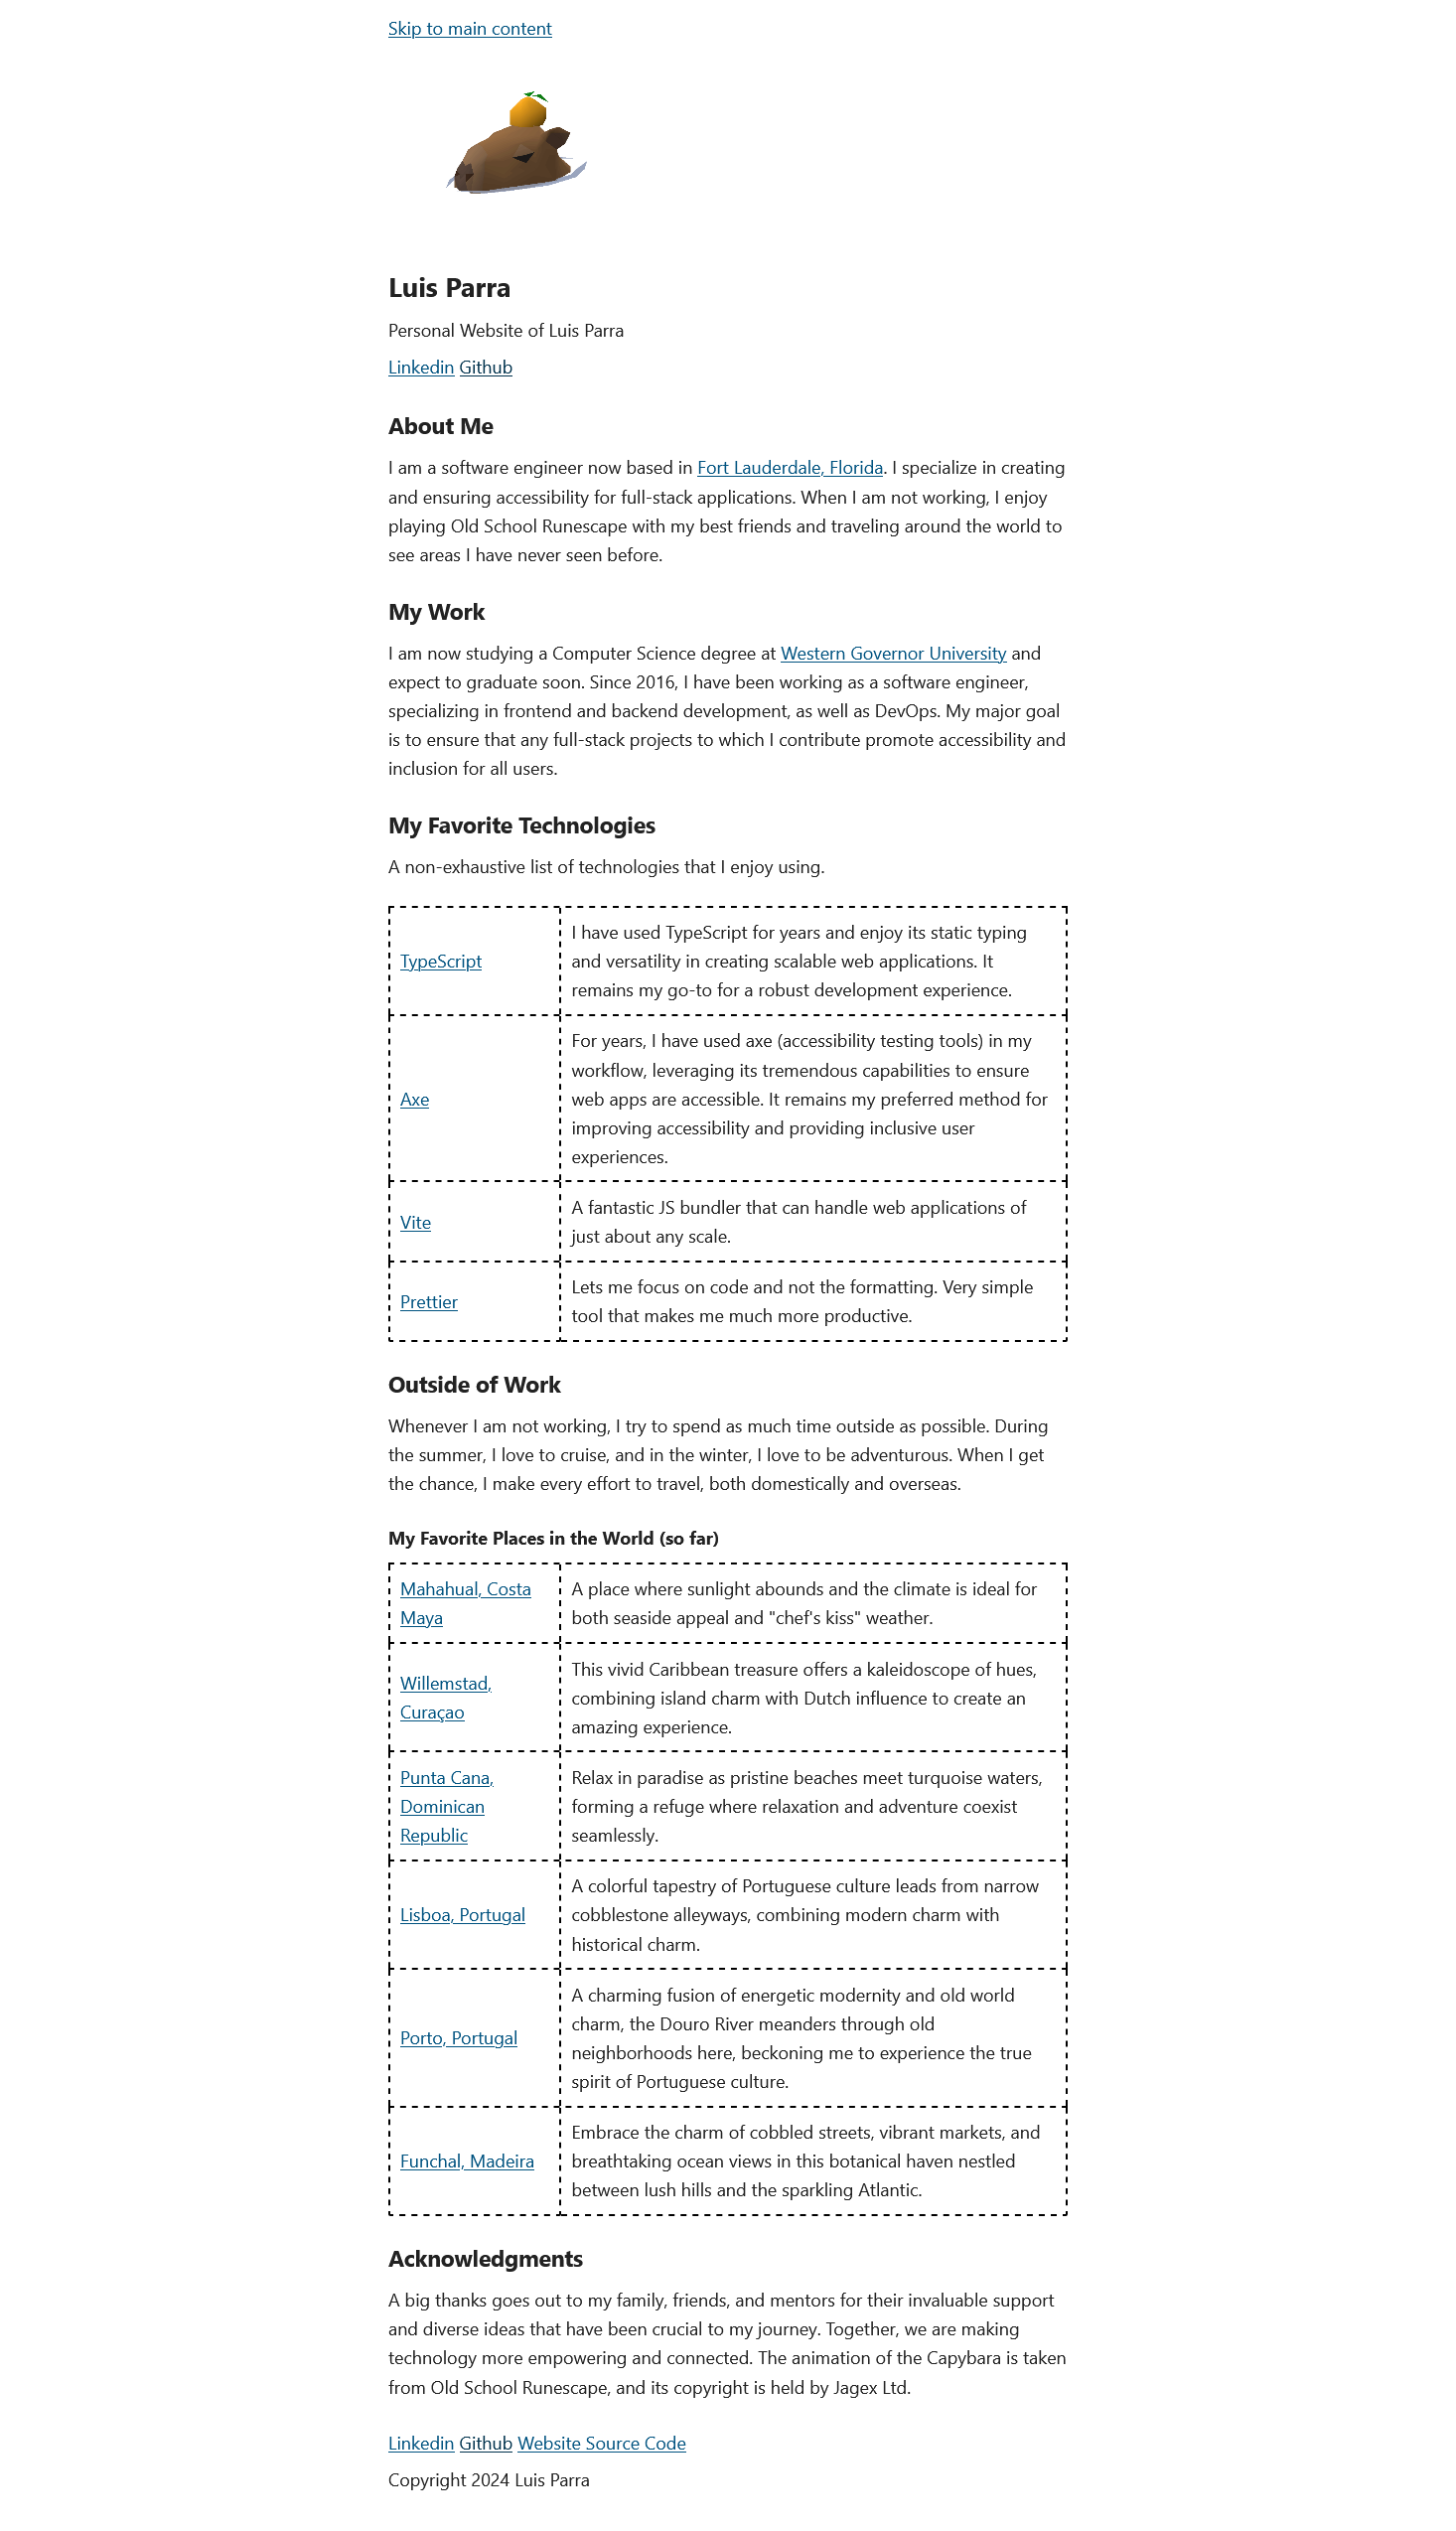 Skip to main content
Luis Parra
Personal Website of Luis Parra
Linkedin Github
About Me
I am a software engineer now based in Fort Lauderdale, Florida. I specialize in creating
and ensuring accessibility for full-stack applications. When I am not working, I enjoy
playing Old School Runescape with my best friends and traveling around the world to
see areas I have never seen before.
My Work
I am now studying a Computer Science degree at Western Governor University and
expect to graduate soon. Since 2016, I have been working as a software engineer,
specializing in frontend and backend development, as well as DevOps. My major goal
is to ensure that any full-stack projects to which I contribute promote accessibility and
inclusion for all users.
My Favorite Technologies
A non-exhaustive list of technologies that I enjoy using.
TypeScript
I have used TypeScript for years and enjoy its static typing
and versatility in creating scalable web applications. It
remains my go-to for a robust development experience.
Axe
For years, I have used axe (accessibility testing tools) in my
workflow, leveraging its tremendous capabilities to ensure
web apps are accessible. It remains my preferred method for
improving accessibility and providing inclusive user
experiences.
Vite
A fantastic JS bundler that can handle web applications of
just about any scale.
Prettier
Lets me focus on code and not the formatting. Very simple
tool that makes me much more productive.
Outside of Work
Whenever I am not working, I try to spend as much time outside as possible. During
the summer, I love to cruise, and in the winter, I love to be adventurous. When I get
the chance, I make every effort to travel, both domestically and overseas.
My Favorite Places in the World (so far)
Mahahual, Costa
Maya
A place where sunlight abounds and the climate is ideal for
both seaside appeal and "chef's kiss" weather.
Willemstad,
Curaçao
This vivid Caribbean treasure offers a kaleidoscope of hues,
combining island charm with Dutch influence to create an
amazing experience.
Punta Cana,
Dominican
Republic
Relax in paradise as pristine beaches meet turquoise waters,
forming a refuge where relaxation and adventure coexist
seamlessly.
Lisboa, Portugal
A colorful tapestry of Portuguese culture leads from narrow
cobblestone alleyways, combining modern charm with
historical charm.
Porto, Portugal
A charming fusion of energetic modernity and old world
charm, the Douro River meanders through old
neighborhoods here, beckoning me to experience the true
spirit of Portuguese culture.
Funchal, Madeira
Embrace the charm of cobbled streets, vibrant markets, and
breathtaking ocean views in this botanical haven nestled
between lush hills and the sparkling Atlantic.
Acknowledgments
A big thanks goes out to my family, friends, and mentors for their invaluable support
and diverse ideas that have been crucial to my journey. Together, we are making
technology more empowering and connected. The animation of the Capybara is taken
from Old School Runescape, and its copyright is held by Jagex Ltd.
Linkedin Github Website Source Code
Copyright 2024 Luis Parra